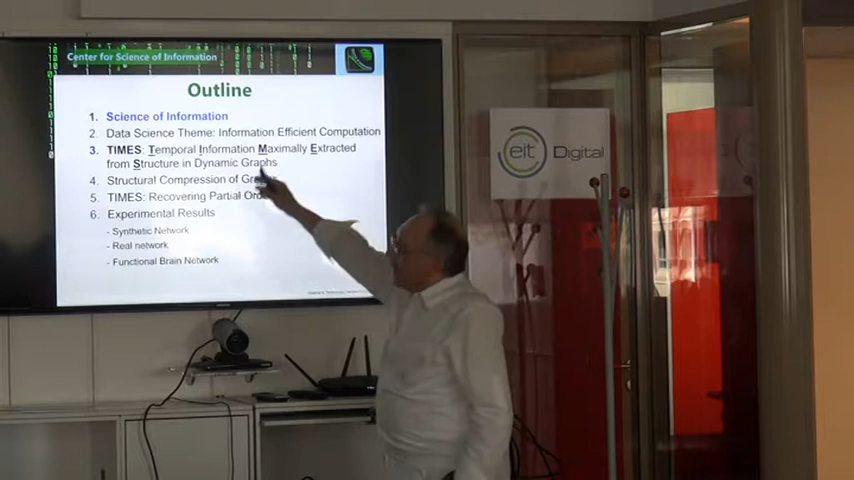 Center for Science of Information
Outline
1. Science of Information
2. Data Science Theme: Information Efficient Computation
3. TIMES: Temporal Information Maximally Extracted
from Structure in Dynamic Graphs
4. Structural Compression of
5. TIMES: Recovering Partial
6. Experimental Results
- Synthetic Network
- Real network
- Functional Brain Network
eit Digital